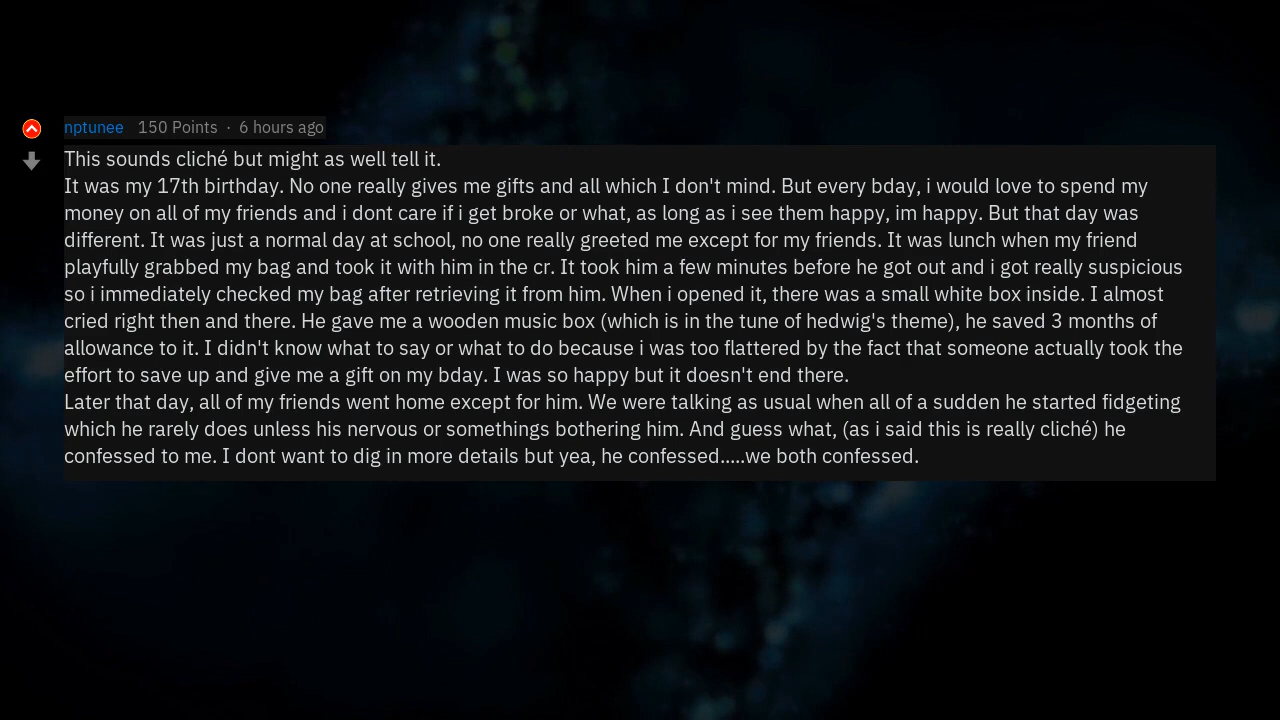 nptunee 150 Points · 6 hours ago
This sounds cliché but might as well tell it.
It was my 17th birthday. No one really gives me gifts and all which I don't mind. But every bday, i would love to spend my
money on all of my friends and i dont care if i get broke or what, as long as i see them happy, im happy. But that day was
different. It was just a normal day at school, no one really greeted me except for my friends. It was lunch when my friend
playfully grabbed my bag and took it with him in the cr. It took him a few minutes before he got out and i got really suspicious
so i immediately checked my bag after retrieving it from him. When i opened it, there was a small white box inside. I almost
cried right then and there. He gave me a wooden music box (which is in the tune of hedwig's theme), he saved 3 months of
allowance to it. I didn't know what to say or what to do because i was too flattered by the fact that someone actually took the
effort to save up and give me a gift on my bday. I was so happy but it doesn't end there.
Later that day, all of my friends went home except for him. We were talking as usual when all of a sudden he started fidgeting
which he rarely does unless his nervous or somethings bothering him. And guess what, (as i said this is really cliché) he
confessed to me. I dont want to dig in more details but yea, he confessed.....we both confessed.